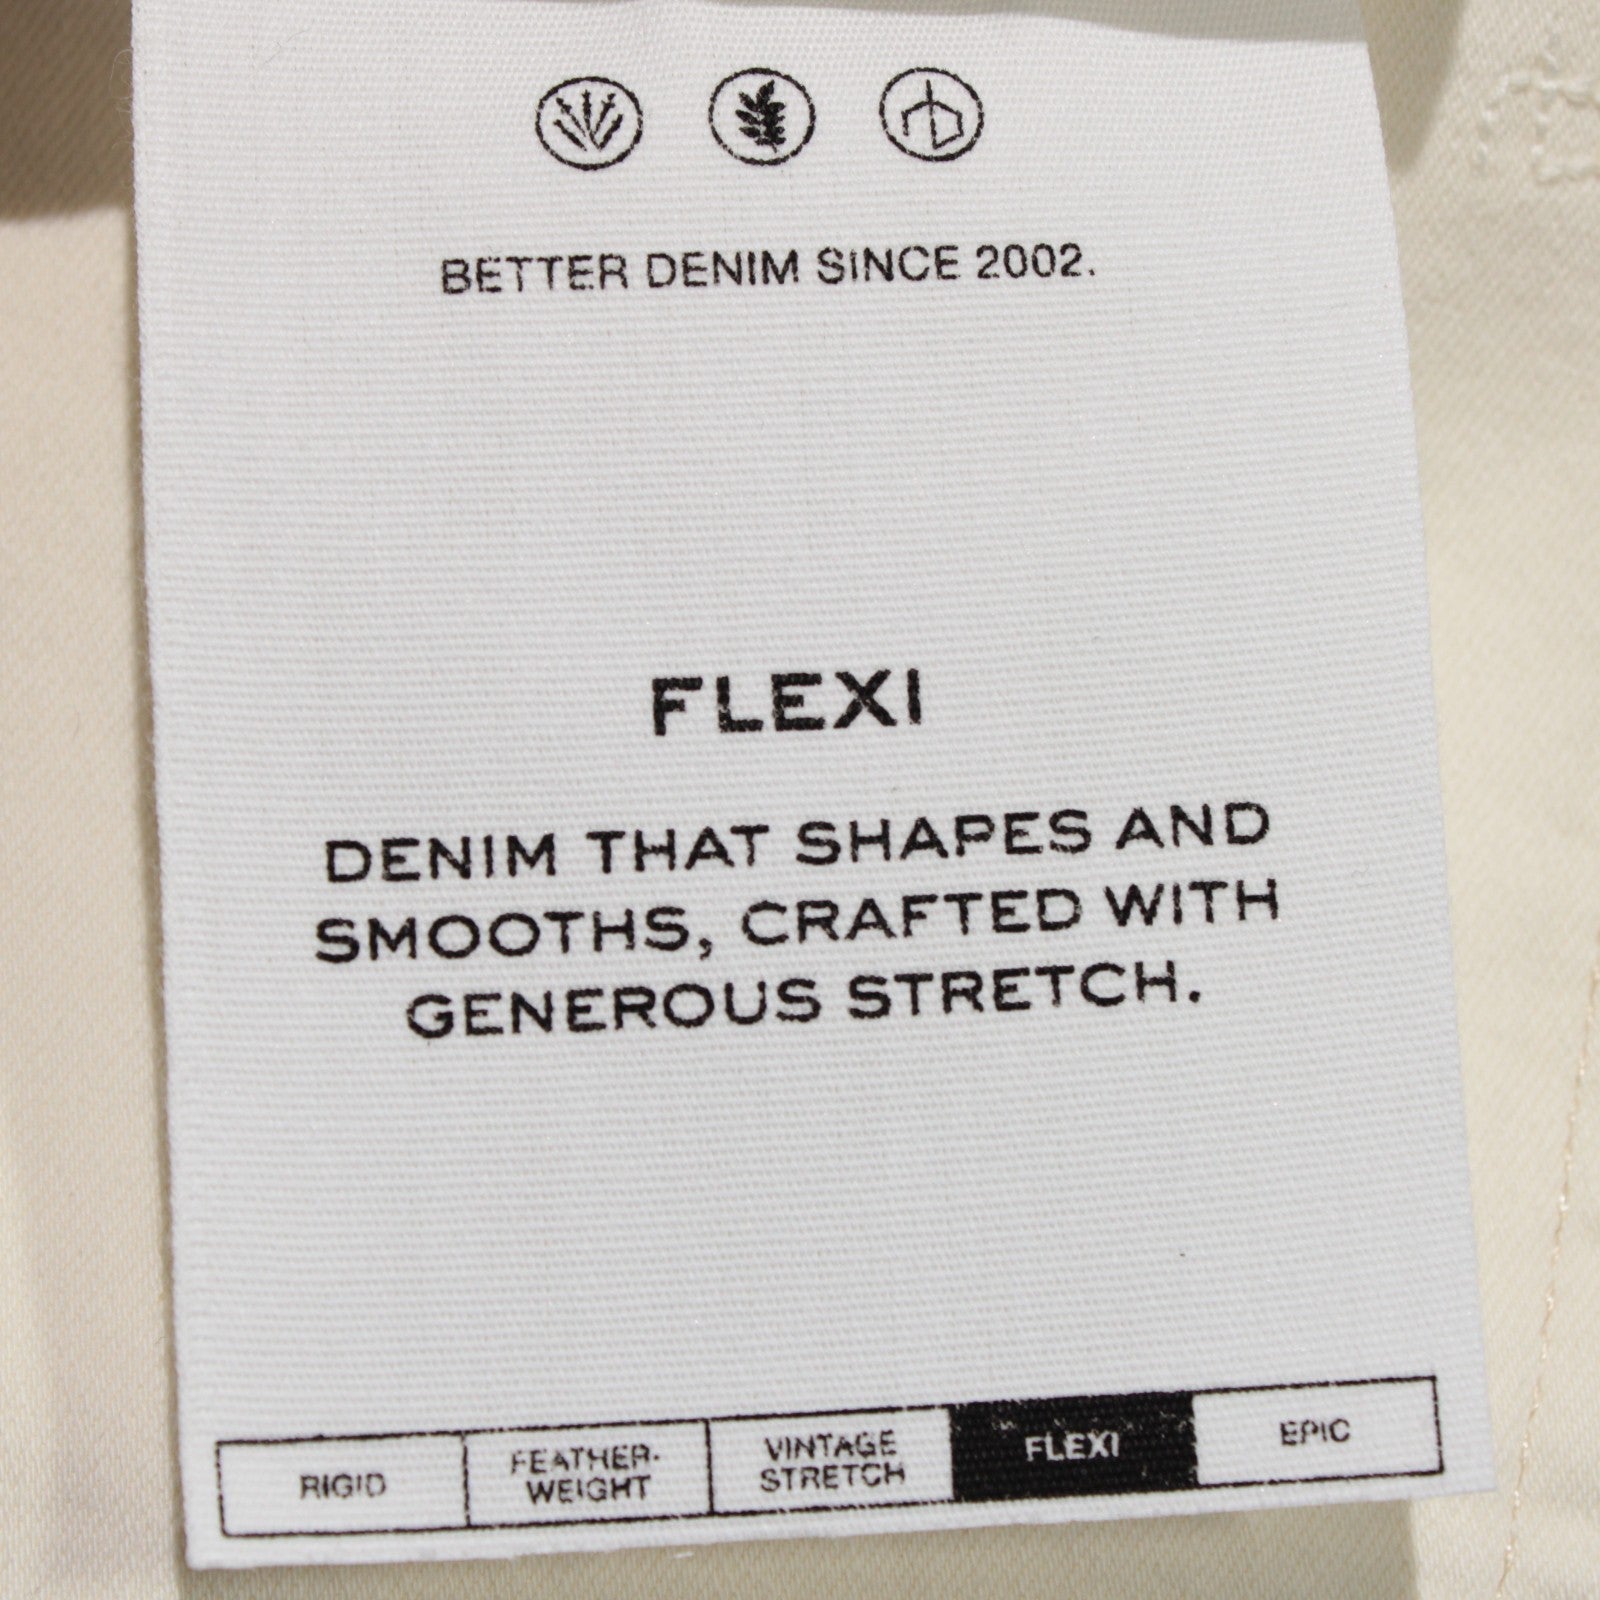 BETTER DENIM SINCE 2002.
FLEXI
DENIM THAT SHAPES AND
SMOOTHS, CRAFTED WITH
GENEROUS STRETCH.
RIGID
FEATHER-
WEIGHT
VINTAGE
STRETCH
FLEXI
EPIC